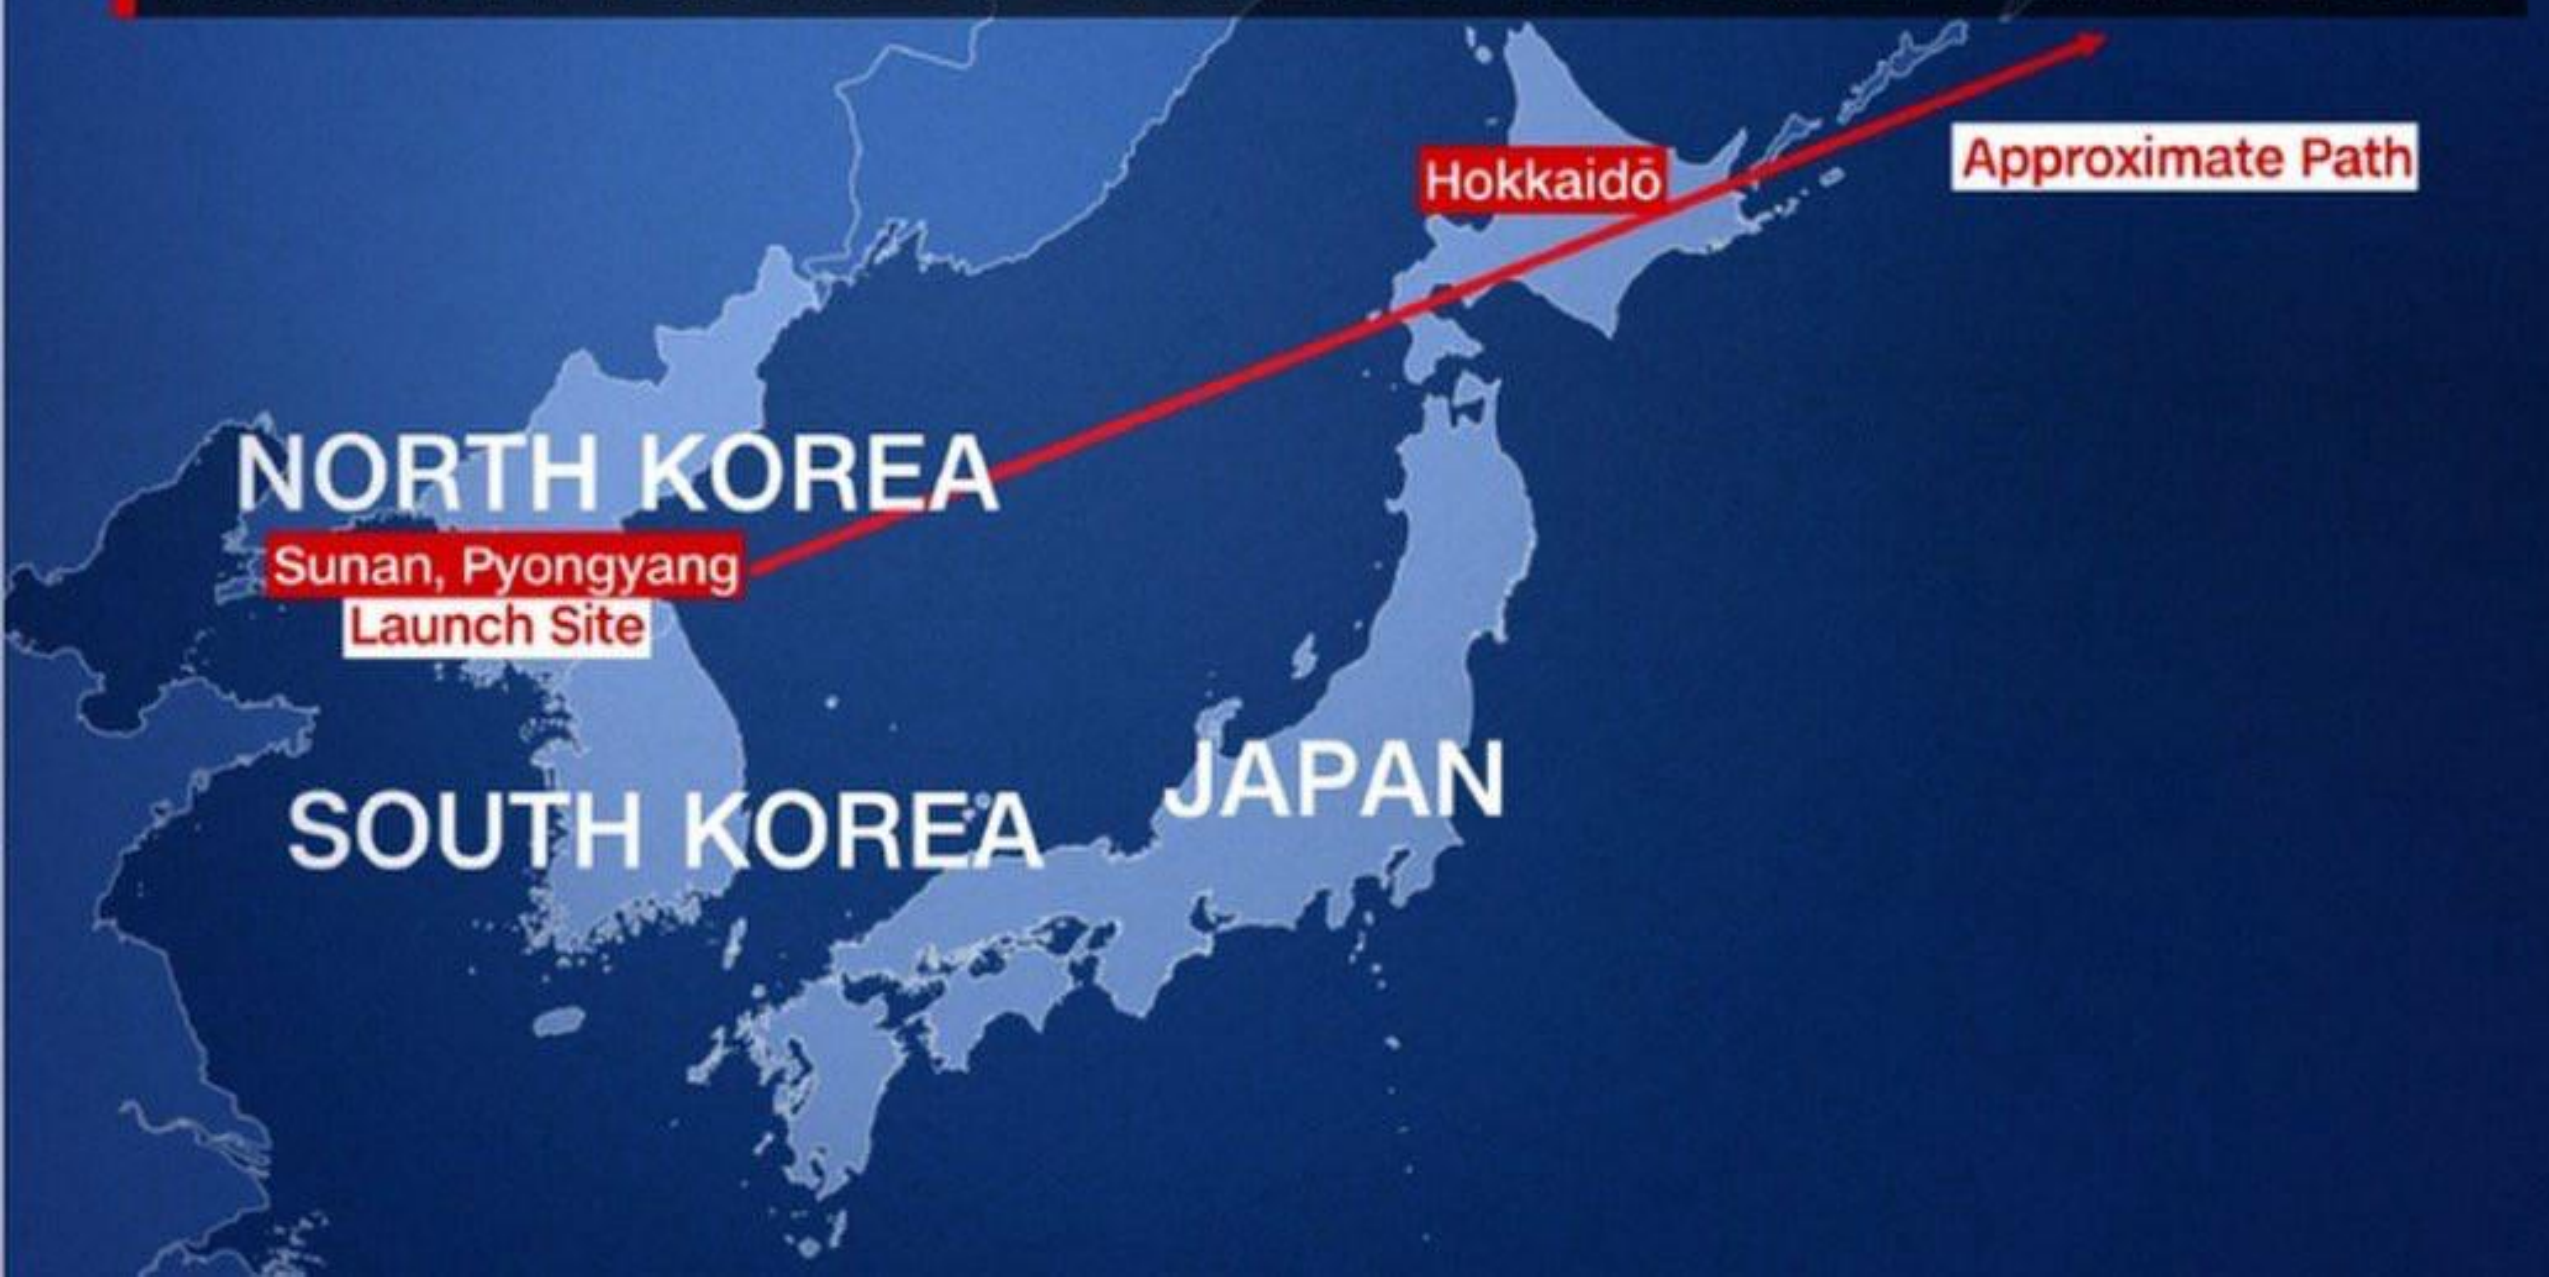 Hokkaidō
Approximate Path
NORTH KOREA
Sunan, Pyongyang
Launch Site
JAPAN
SOUTH KOREA